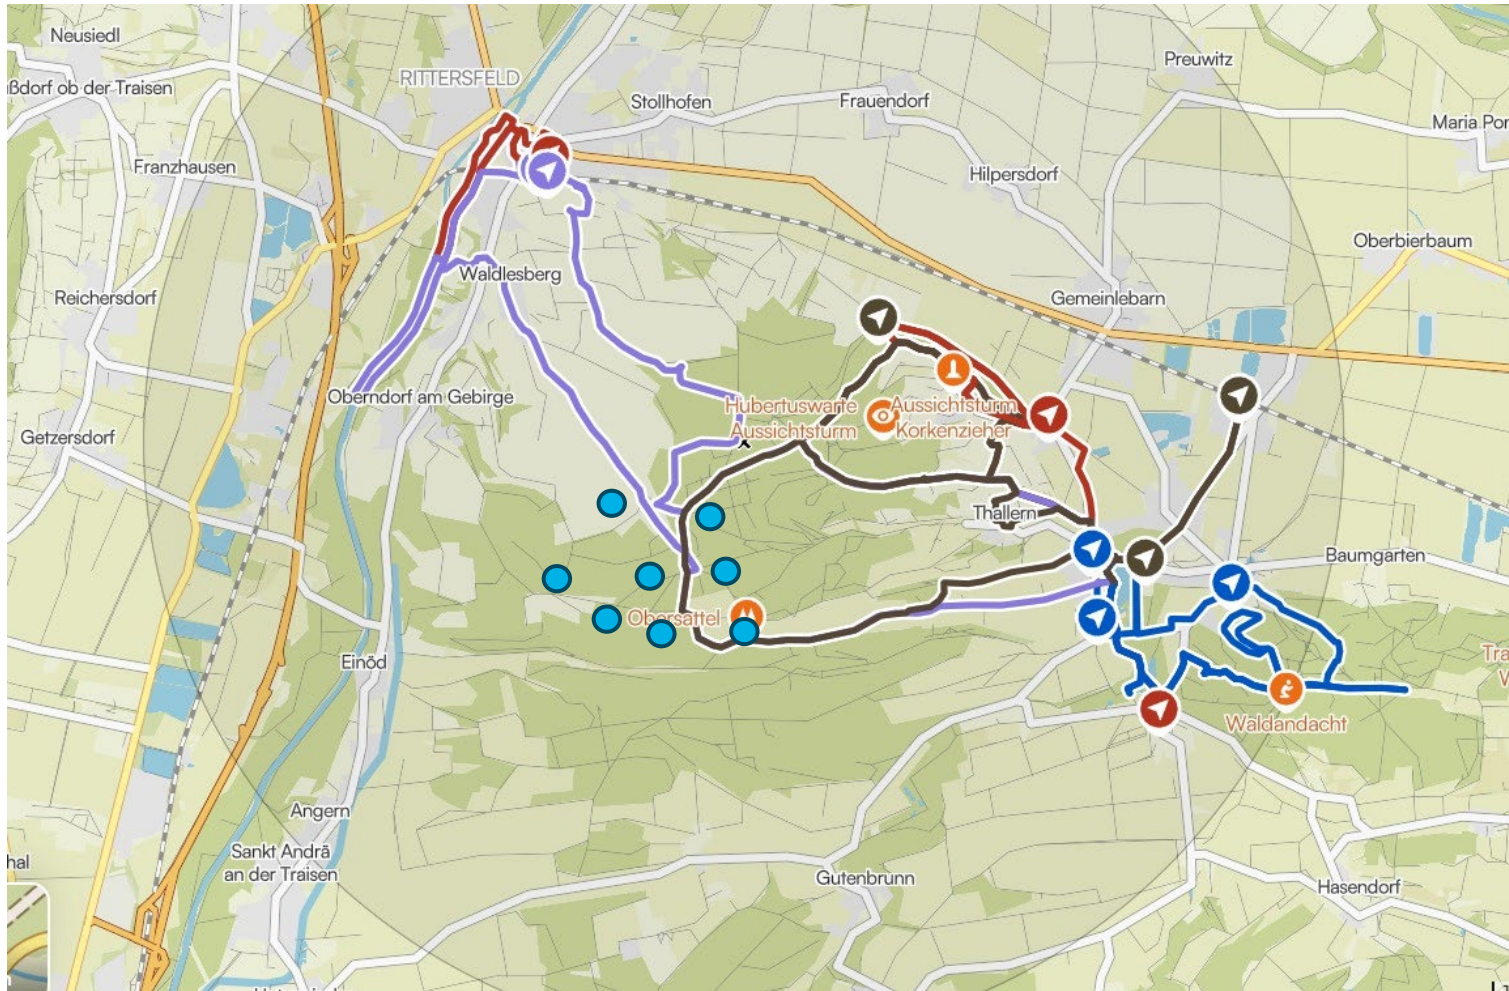 Neusiedl
RITTERSFELD
Preuwitz
ßdorf ob der Traisen
Stollhofen
Frauendorf
Maria Por
Franzhausen
Hilpersdorf
Oberbierbaum
Waldlesberg
Reichersdorf
Gemeinlebarn
Oberndorf am Gebirge
Hubertuswarte
Aussichtsturm
Aussichtsturm
Korkenzieher
Getzersdorf
Thallern
Baumgarten
Obersattel
Einöd
Tra
W
Waldandacht
Angern
Sankt Andrä
an der Traisen
hal
Gutenbrunn
Hasendorf